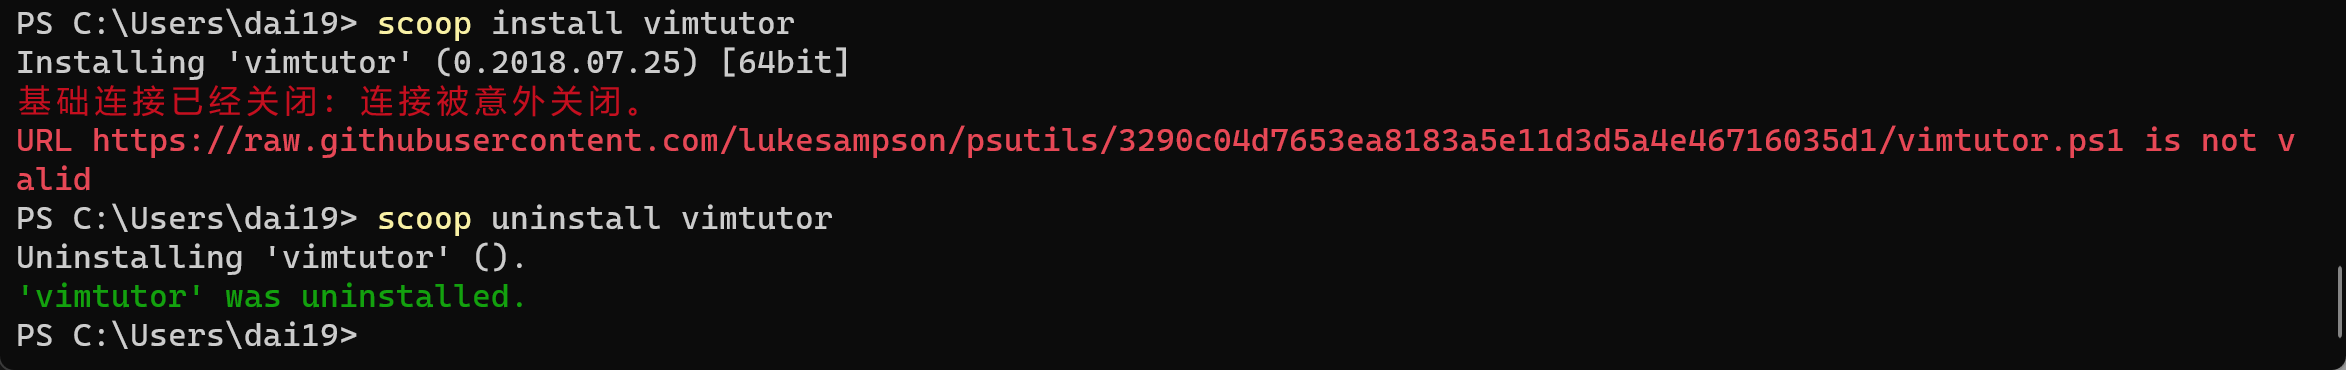 PS C:\Users\dai19> scoop install vimtutor
Installing 'vimtutor' (0.2018.07.25) [64bit]
基础连接已经关闭: 连接被意外关闭。
URL https://raw.githubusercontent.com/lukesampson/psutils/3290c04d7653ea8183a5e11d3d5a4e46716035d1/vimtutor.ps1 is not v
alid
PS C:\Users\dai19> scoop uninstall vimtutor
Uninstalling 'vimtutor' ().
'vimtutor' was uninstalled.
PS C:\Users\dai19>